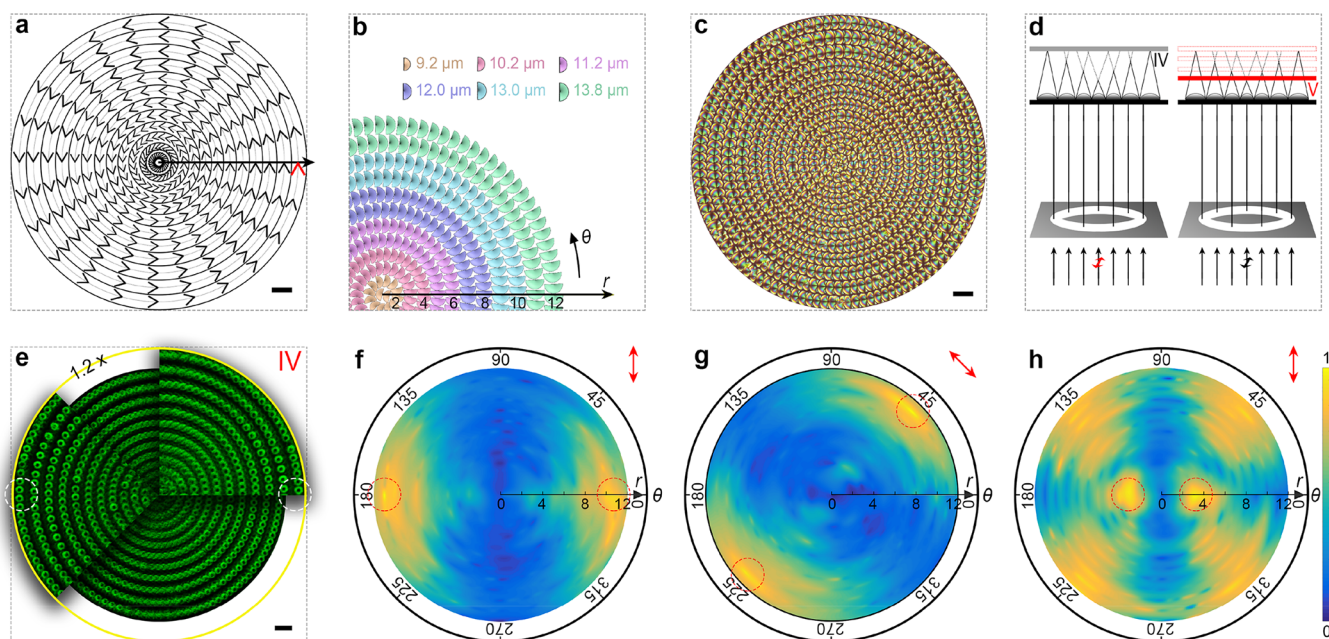 a
b
9.2 µm 10.2 µm 11.2 µm
12.0 µm 13.0 µm 13.8 µm
θ
r
2 4 6 8 10 12
c
d
IV
V
e
1.2 x
IV
f
90
135 45
180 0 4 8 12 0
r
θ
225 315
270
g
90
135 45
180 0 4 8 12 0
r
θ
225 315
270
h
90
135 45
180 0 4 8 12 0
r
θ
225 315
270
1
0